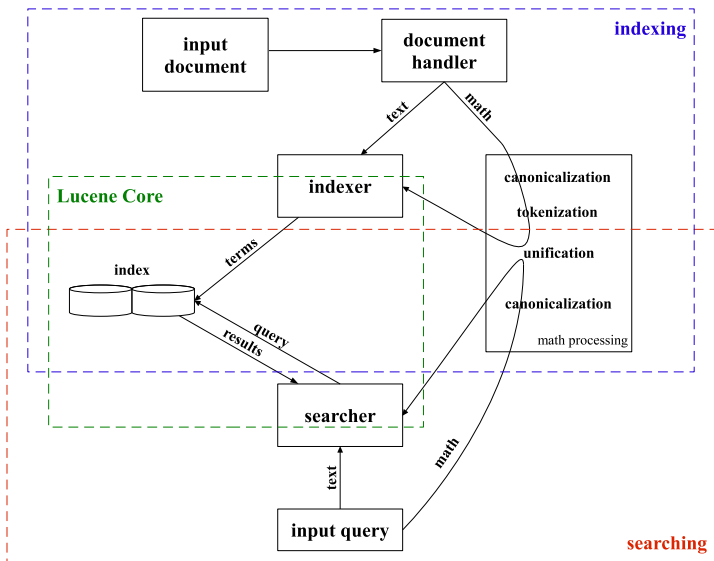 indexing
input
document
document
handler
text
math
indexer
canonicalization
tokenization
unification
canonicalization
math processing
Lucene Core
terms
index
query
results
searcher
text
math
input query
searching